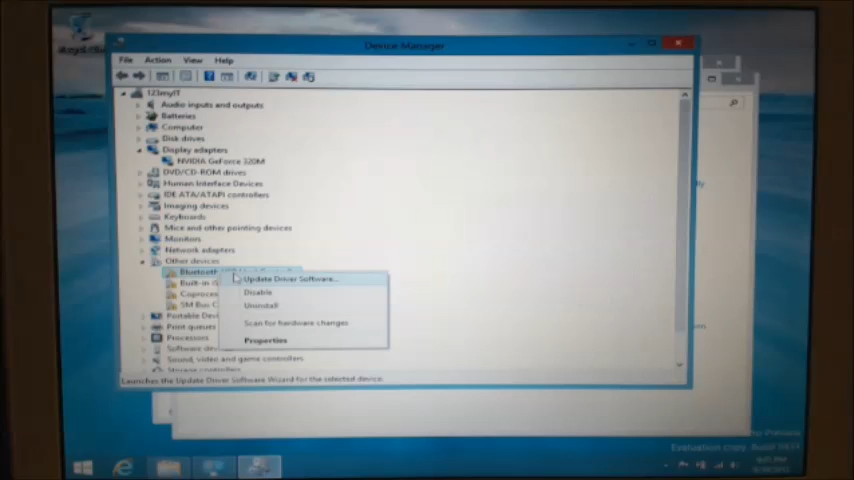 Device Manager
File Action View Help
123myIT
Audio inputs and outputs
Batteries
Computer
Disk drives
Display adapters
NVIDIA GeForce 320M
DVD/CD-ROM drives
Human Interface Devices
IDE ATA/ATAPI controllers
Imaging devices
Keyboards
Mice and other pointing devices
Monitors
Network adapters
Other devices
Bluetooth
Update Driver Software...
Built-in
Disable
Coproces
Uninstall
SM Bus C
Portable Dev
Scan for hardware changes
Print queues
Processors
Properties
Software dev
Sound, video and game controllers
Storage controllers
Launches the Update Driver Software Wizard for the selected device.
Evaluation copy. Build